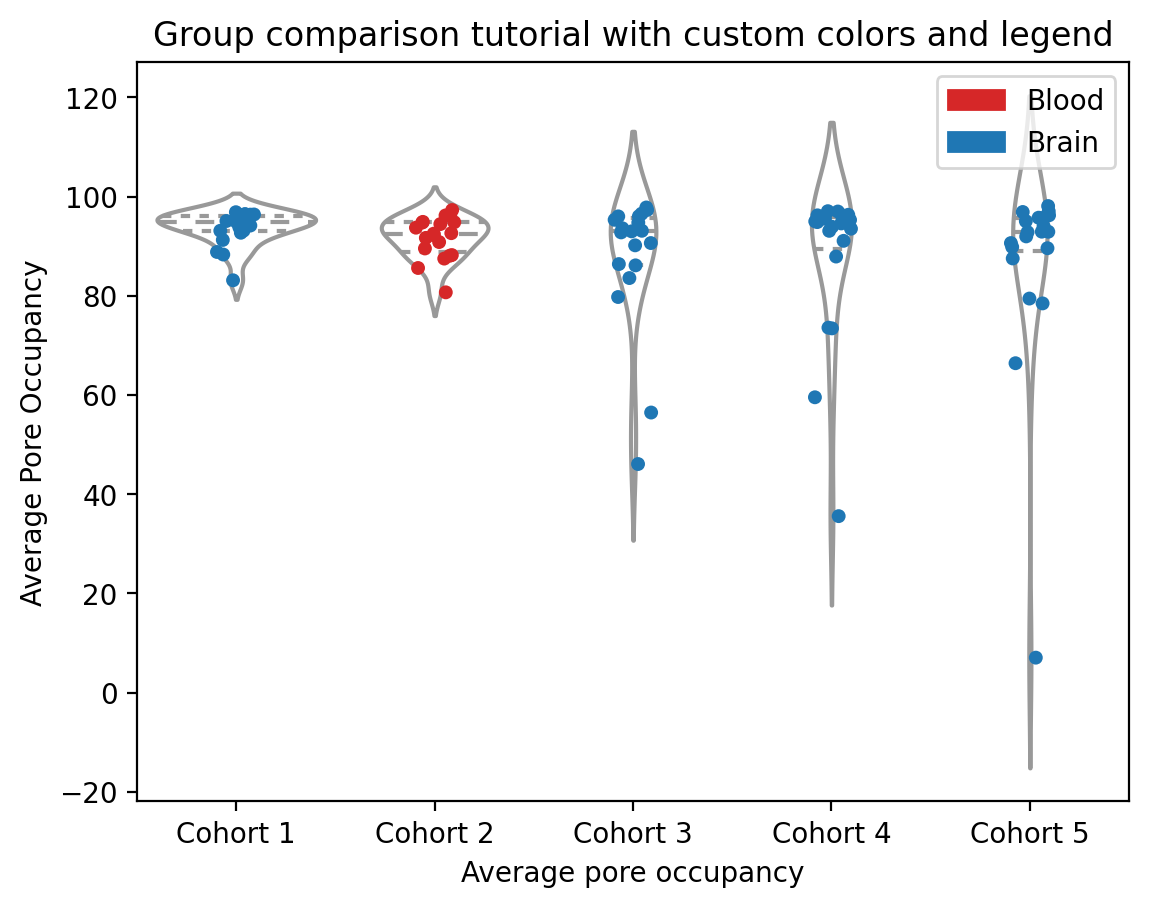 Group comparison tutorial with custom colors and legend
Blood
Brain
Average Pore Occupancy
120
100
80
60
40
20
0
−20
Cohort 1 Cohort 2 Cohort 3 Cohort 4 Cohort 5
Average pore occupancy